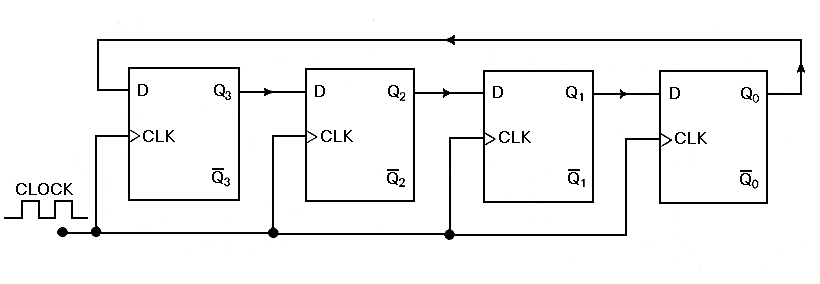 D Q3 D Q2 D Q1 D Q0
CLK CLK CLK CLK
Q̅3 Q̅2 Q̅1 Q̅0
CLOCK